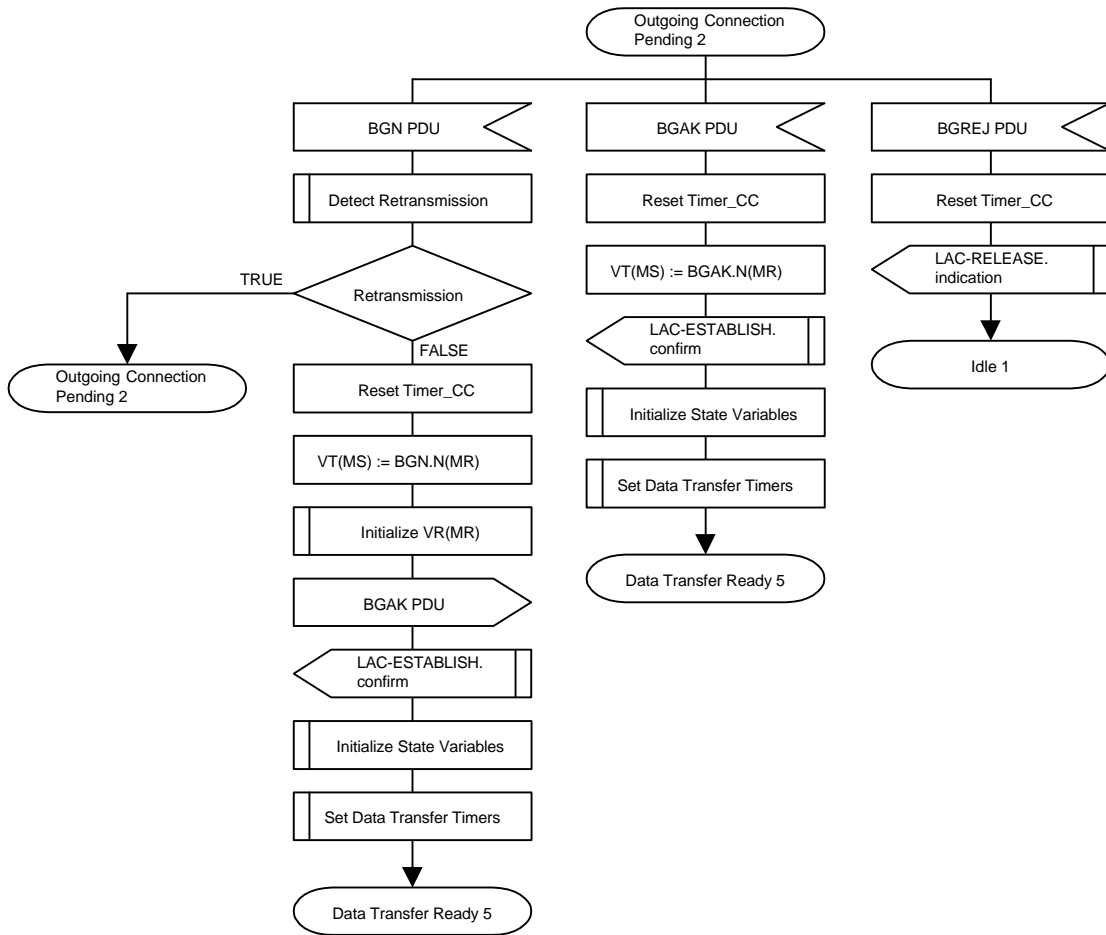 Outgoing Connection
Pending 2
BGN PDU
Detect Retransmission
TRUE
Retransmission
FALSE
Outgoing Connection
Pending 2
Reset Timer_CC
VT(MS) := BGN.N(MR)
Initialize VR(MR)
BGAK PDU
LAC-ESTABLISH.
confirm
Initialize State Variables
Set Data Transfer Timers
Data Transfer Ready 5
BGAK PDU
Reset Timer_CC
VT(MS) := BGAK.N(MR)
LAC-ESTABLISH.
confirm
Initialize State Variables
Set Data Transfer Timers
Data Transfer Ready 5
BGREJ PDU
Reset Timer_CC
LAC-RELEASE.
indication
Idle 1